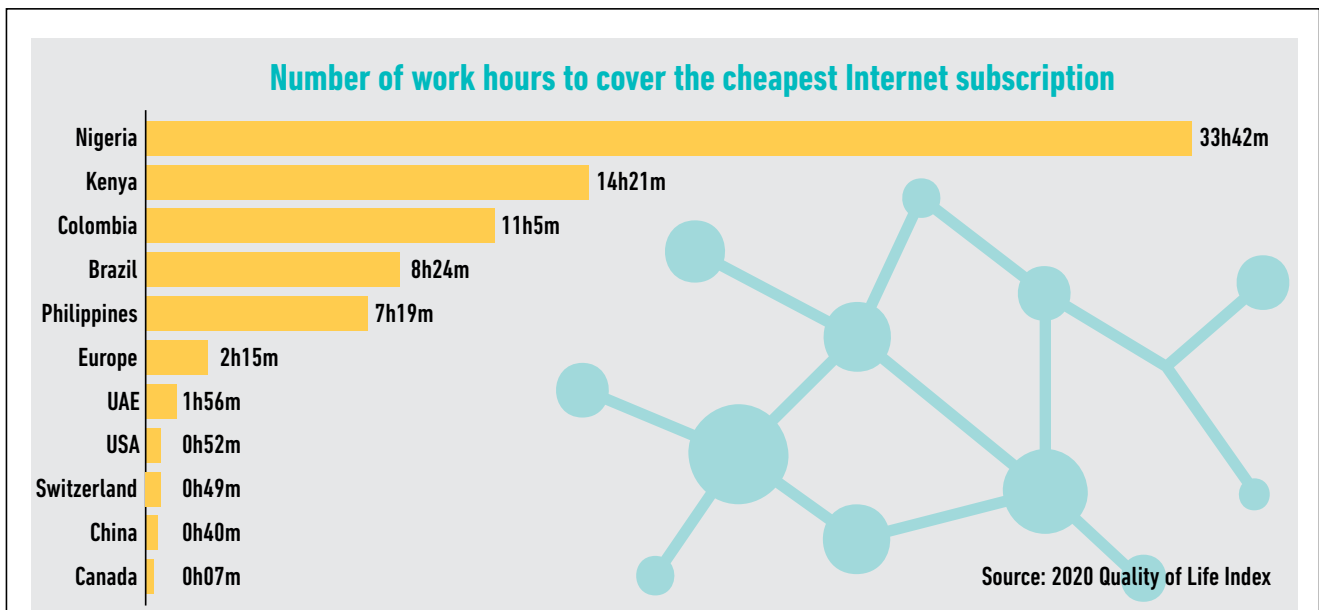 Number of work hours to cover the cheapest Internet subscription
Nigeria 33h42m
Kenya 14h21m
Colombia 11h5m
Brazil 8h24m
Philippines 7h19m
Europe 2h15m
UAE 1h56m
USA 0h52m
Switzerland 0h49m
China 0h40m
Canada 0h07m
Source: 2020 Quality of Life Index